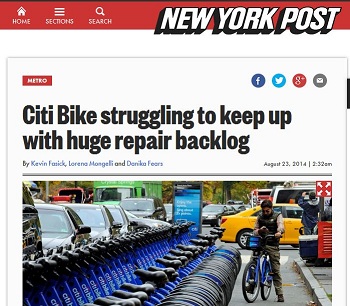 HOME
SECTIONS
SEARCH
NEW YORK POST
METRO
Citi Bike struggling to keep up
with huge repair backlog
By Kevin Fasick, Lorena Mongelli and Danika Fears
August 23, 2014 | 2:32am
citibike